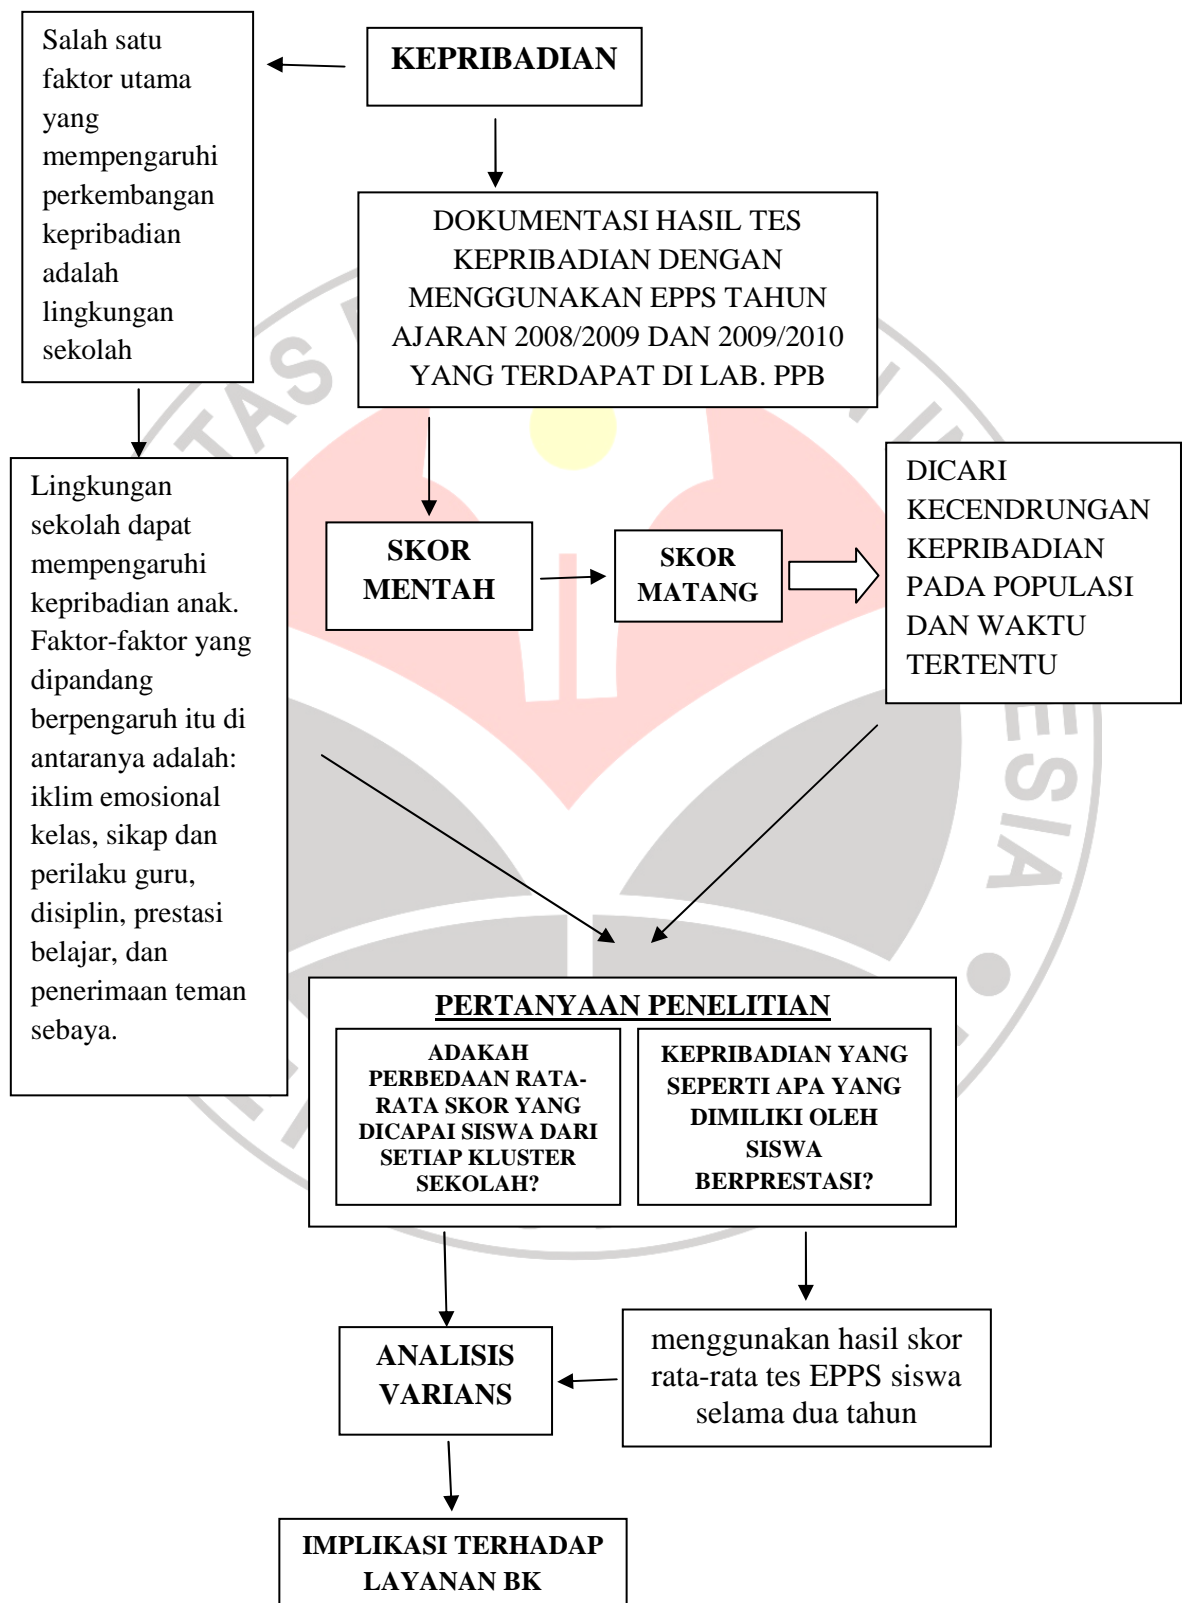 Salah satu
faktor utama
yang
mempengaruhi
perkembangan
kepribadian
adalah
lingkungan
sekolah
KEPRIBADIAN
DOKUMENTASI HASIL TES
KEPRIBADIAN DENGAN
MENGGUNAKAN EPPS TAHUN
AJARAN 2008/2009 DAN 2009/2010
YANG TERDAPAT DI LAB. PPB
Lingkungan
sekolah dapat
mempengaruhi
kepribadian anak.
Faktor-faktor yang
dipandang
berpengaruh itu di
antaranya adalah:
iklim emosional
kelas, sikap dan
perilaku guru,
disiplin, prestasi
belajar, dan
penerimaan teman
sebaya.
SKOR
MENTAH
SKOR
MATANG
DICARI
KECENDRUNGAN
KEPRIBADIAN
PADA POPULASI
DAN WAKTU
TERTENTU
PERTANYAAN PENELITIAN
ADAKAH
PERBEDAAN RATA-
RATA SKOR YANG
DICAPAI SISWA DARI
SETIAP KLUSTER
SEKOLAH?
KEPRIBADIAN YANG
SEPERTI APA YANG
DIMILIKI OLEH
SISWA
BERPRESTASI?
ANALISIS
VARIANS
menggunakan hasil skor
rata-rata tes EPPS siswa
selama dua tahun
IMPLIKASI TERHADAP
LAYANAN BK